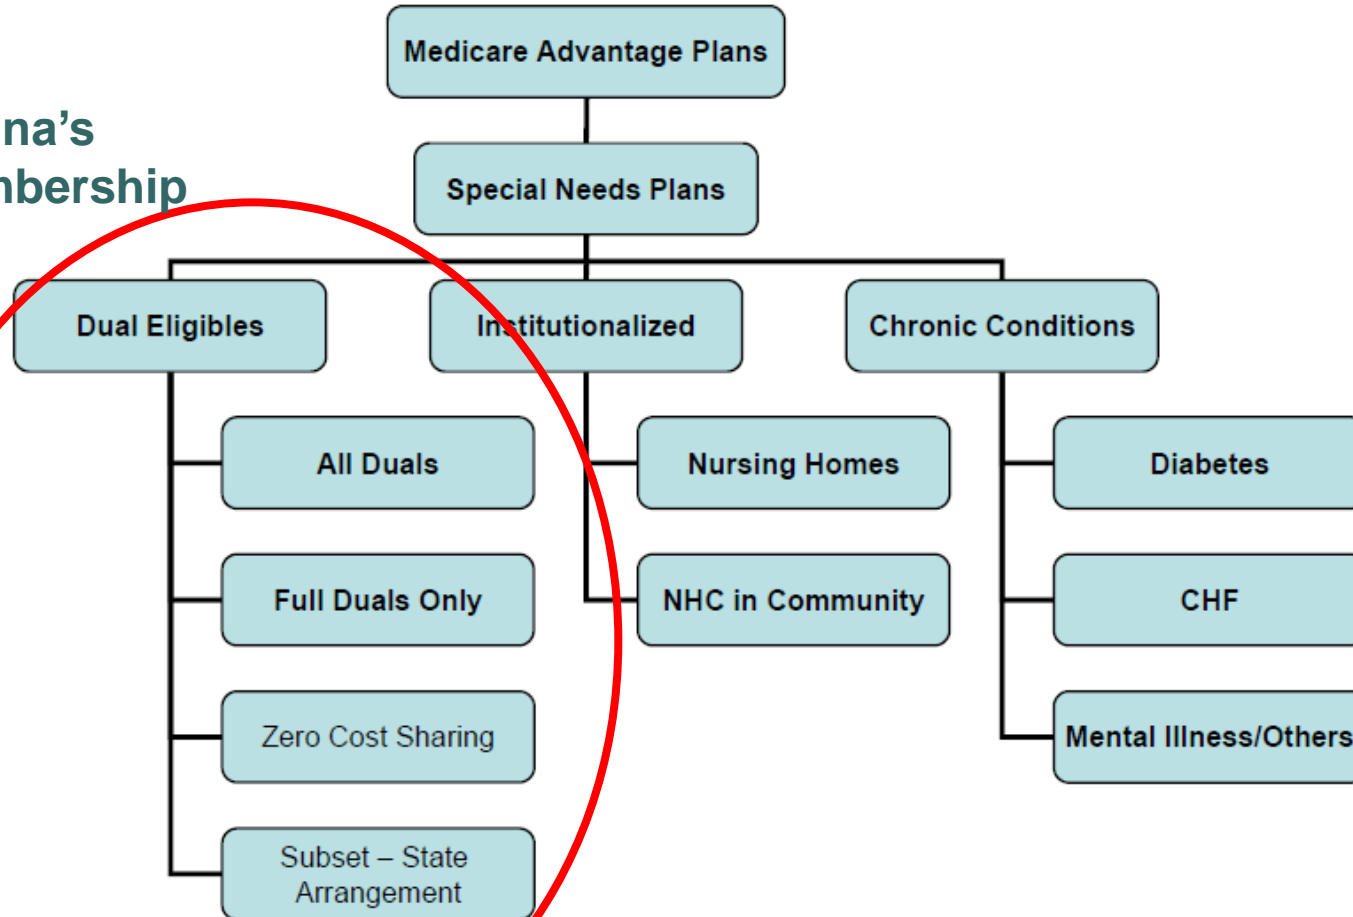 Medicare Advantage Plans
na’s
mbership
Special Needs Plans
Dual Eligibles
Institutionalized
Chronic Conditions
All Duals
Nursing Homes
Diabetes
Full Duals Only
NHC in Community
CHF
Zero Cost Sharing
Mental Illness/Others
Subset – State
Arrangement